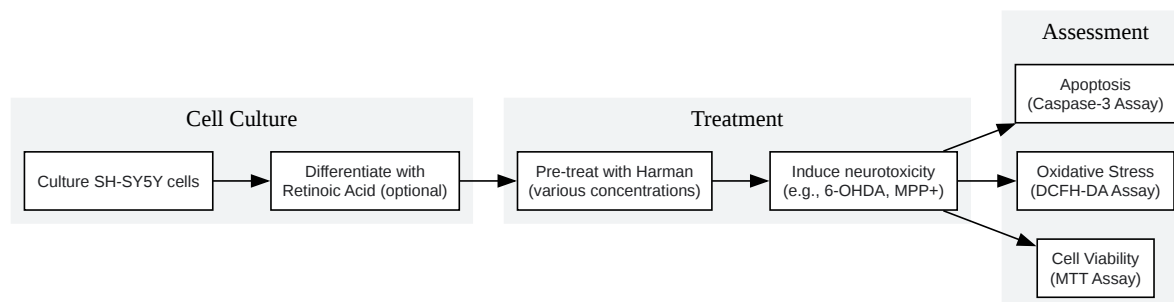 Cell Culture
Culture SH-SY5Y cells
Differentiate with
Retinoic Acid (optional)
Treatment
Pre-treat with Harman
(various concentrations)
Induce neurotoxicity
(e.g., 6-OHDA, MPP+)
Assessment
Apoptosis
(Caspase-3 Assay)
Oxidative Stress
(DCFH-DA Assay)
Cell Viability
(MTT Assay)